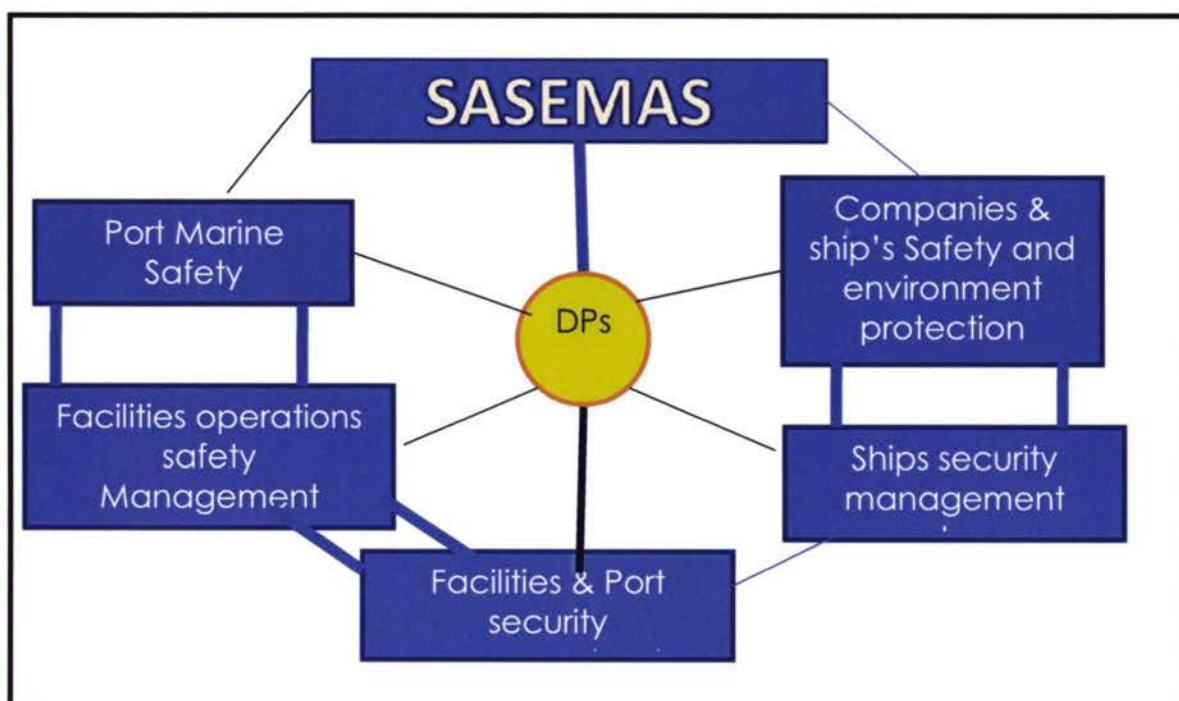 SASEMAS
Port Marine
Safety
Companies &
ship's Safety and
environment
protection
DPs
Facilities operations
safety
Management
Ships security
management
Facilities & Port
security